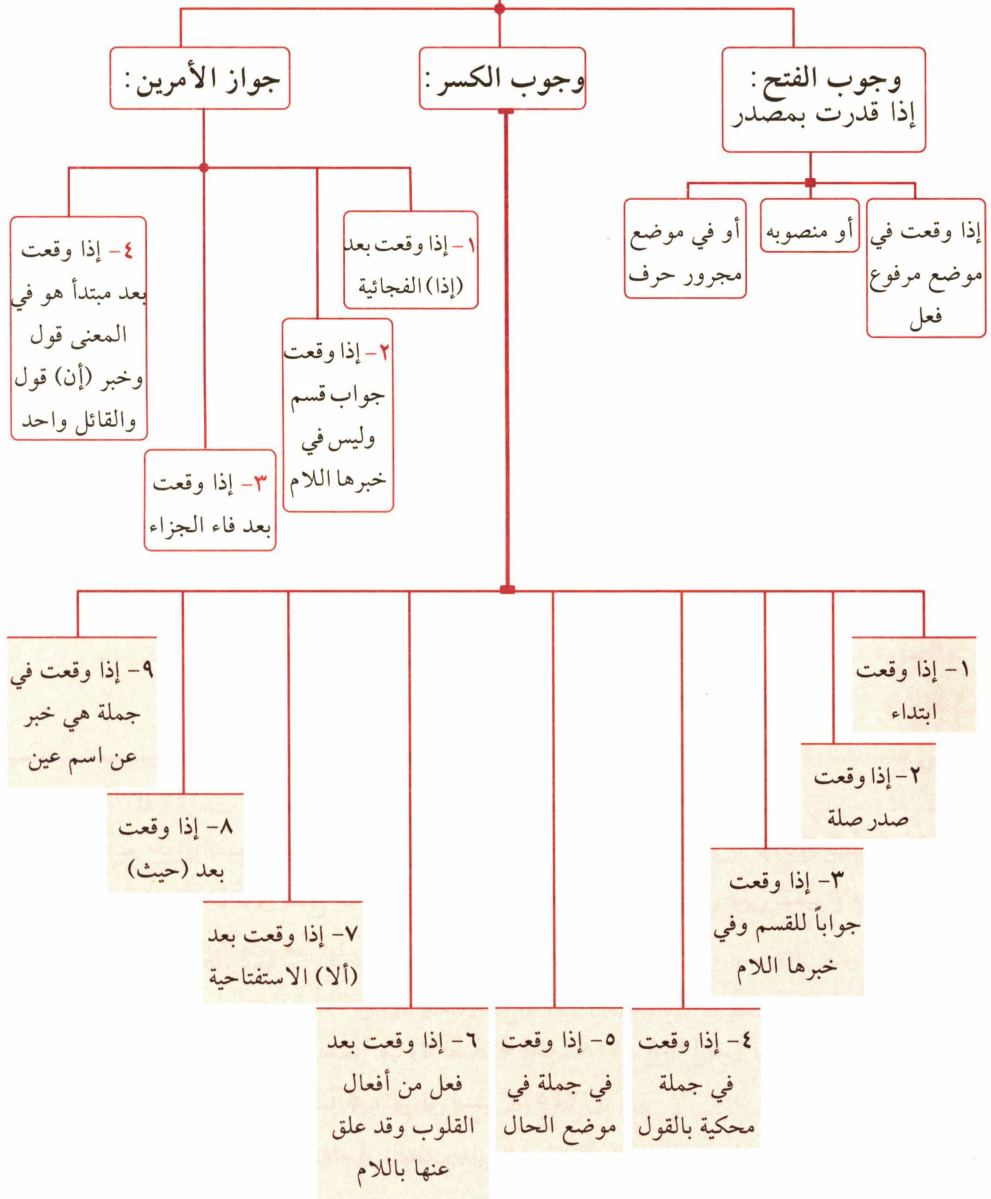 وجوب الفتح:
إذا قدرت بمصدر
إذا وقعت في
موضع مرفوع
فعل
أو منصوبه
أو في موضع
مجرور حرف
وجوب الكسر:
١- إذا وقعت
ابتداء
٢- إذا وقعت
صدر صلة
٣- إذا وقعت
جواباً للقسم وفي
خبرها اللام
٤- إذا وقعت
في جملة
محكية بالقول
٥- إذا وقعت
في جملة في
موضع الحال
٦- إذا وقعت بعد
فعل من أفعال
القلوب وقد علق
عنها باللام
٧- إذا وقعت بعد
(ألا) الاستفتاحية
٨- إذا وقعت
بعد (حيث)
٩- إذا وقعت في
جملة هي خبر
عن اسم عين
جواز الأمرين:
١- إذا وقعت بعد
(إذا) الفجائية
٢- إذا وقعت
جواب قسم
وليس في
خبرها اللام
٣- إذا وقعت
بعد فاء الجزاء
٤- إذا وقعت
بعد مبتدأ هو في
المعنى قول
وخبر (إن) قول
والقائل واحد